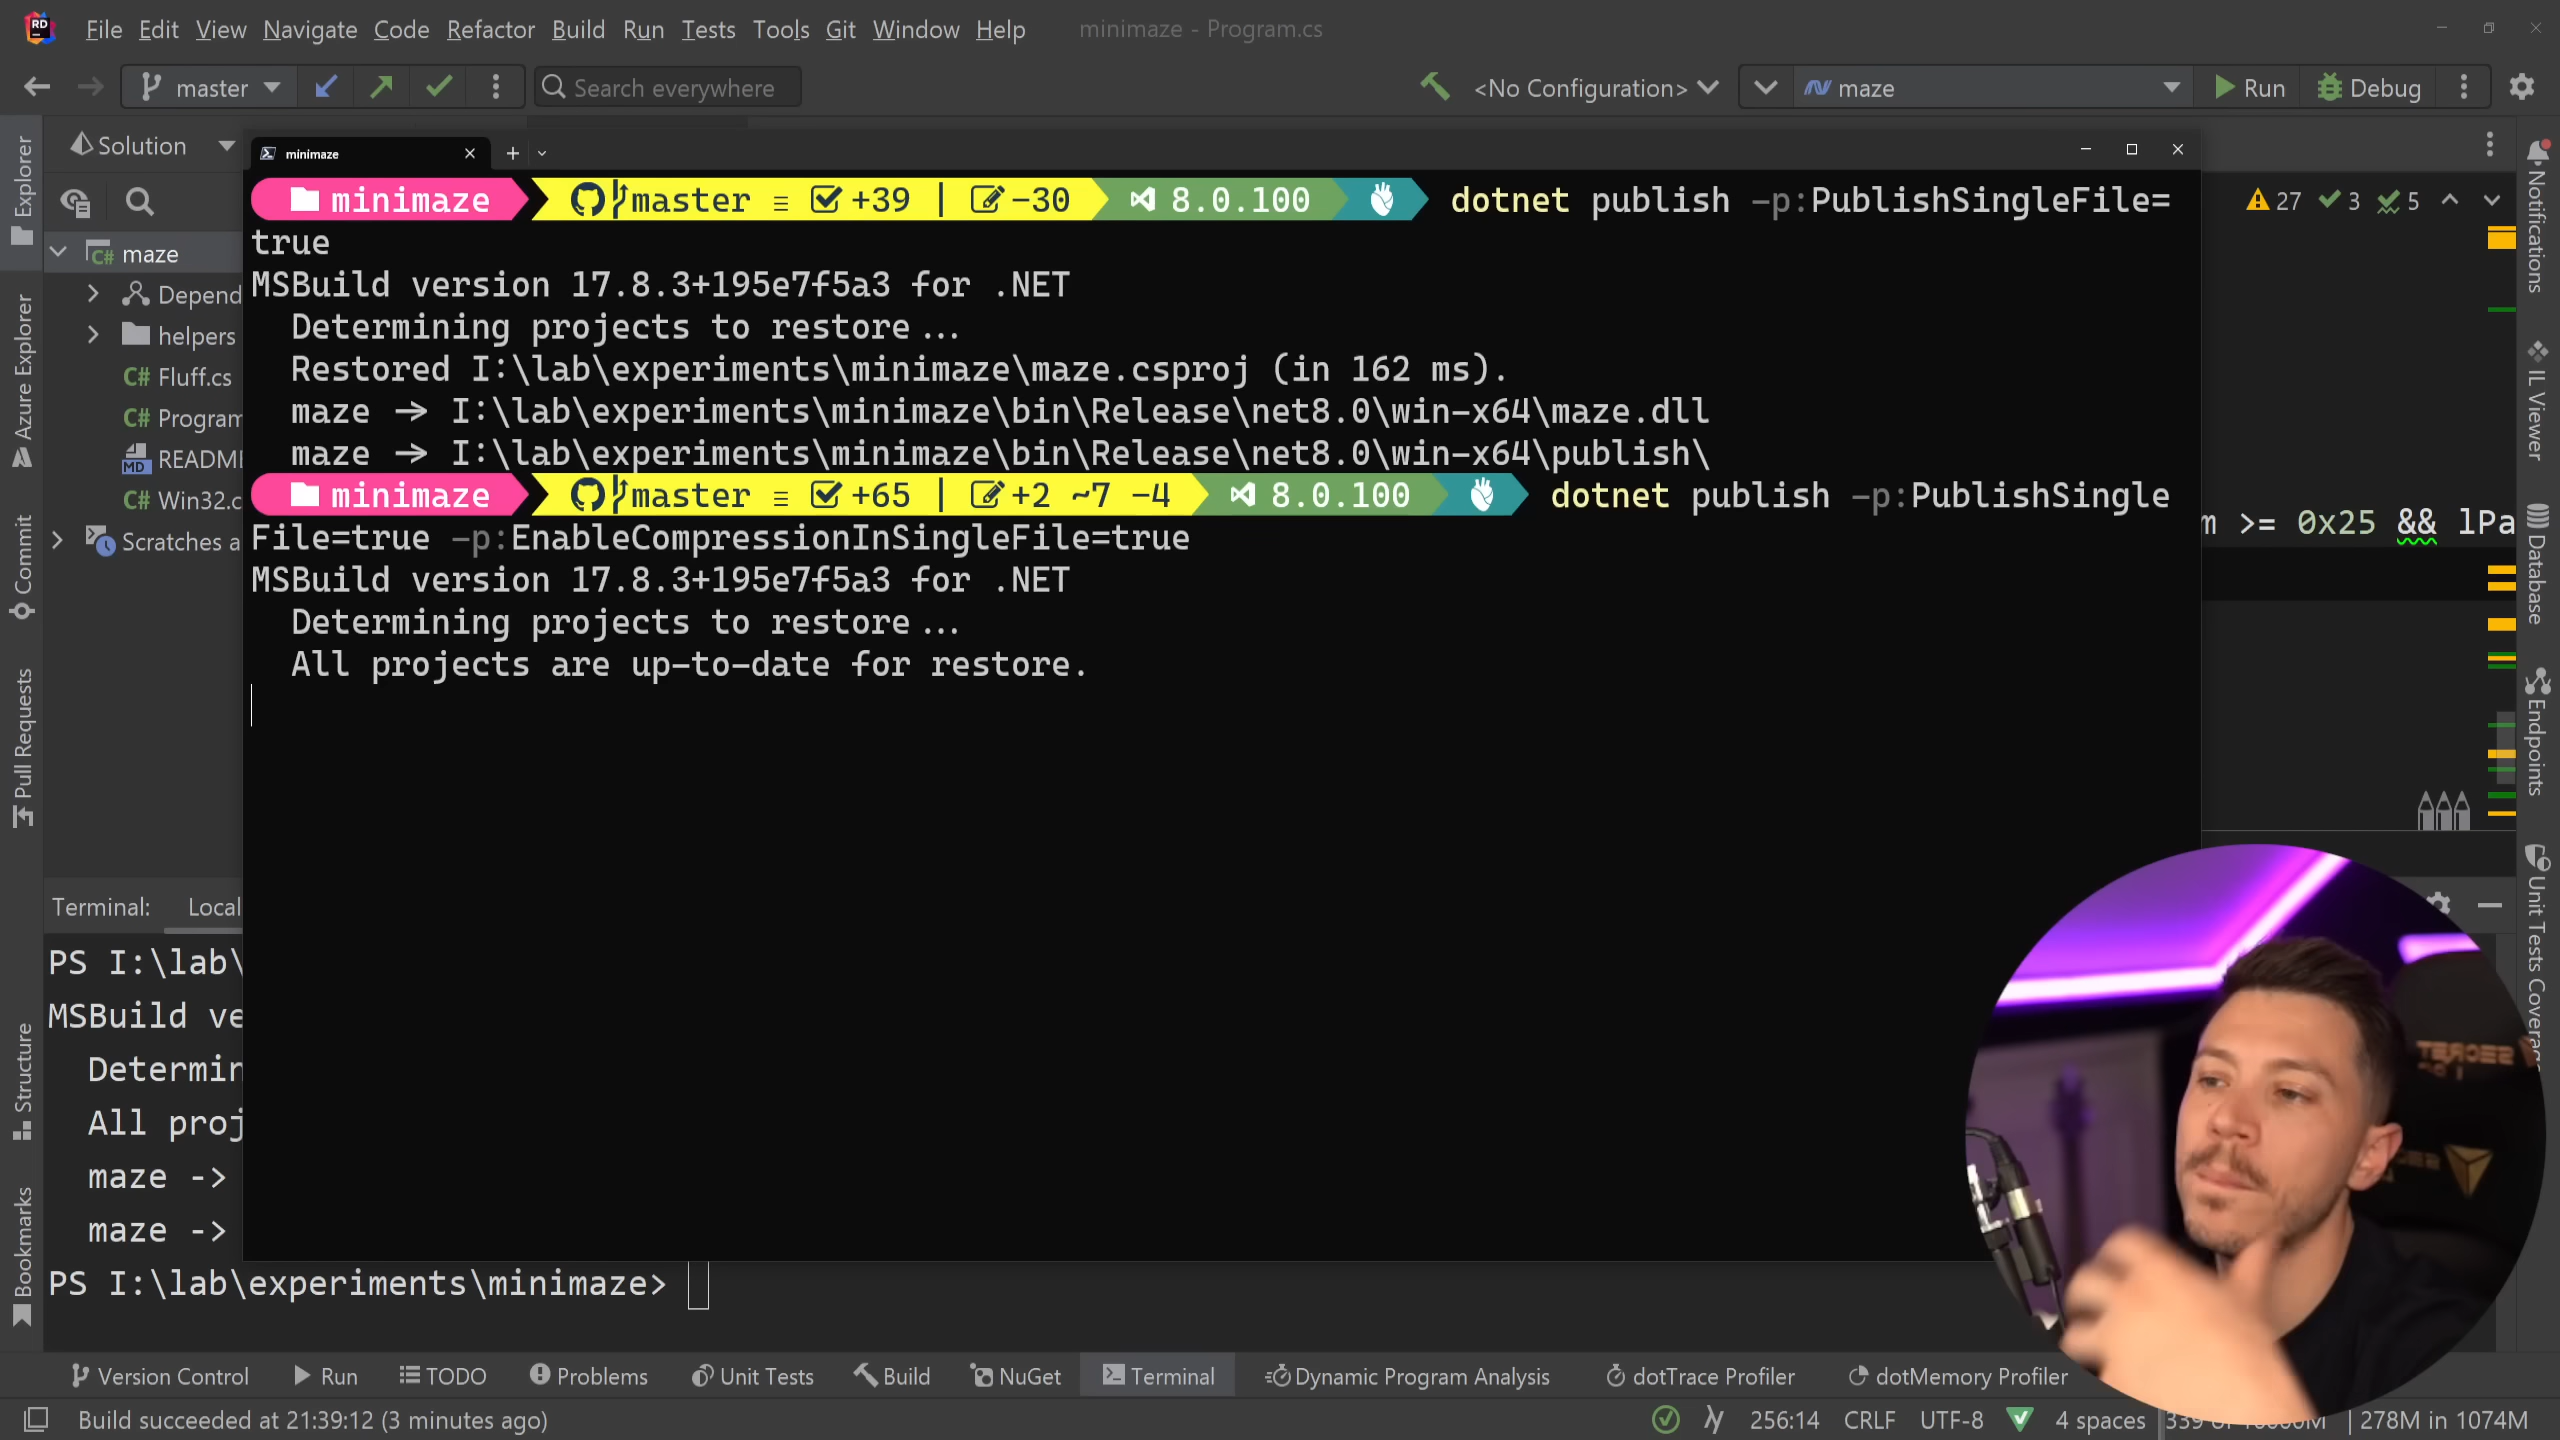 File Edit View Navigate Code Refactor Build Run Tests Tools Git Window Help minimaze - Program.cs
master Search everywhere <No Configuration> maze Run Debug
Solution
minimaze
minimaze master ≡ +39 | -30 8.0.100 dotnet publish -p:PublishSingleFile=
true
MSBuild version 17.8.3+195e7f5a3 for .NET
Determining projects to restore...
Restored I:\lab\experiments\minimaze\maze.csproj (in 162 ms).
maze -> I:\lab\experiments\minimaze\bin\Release\net8.0\win-x64\maze.dll
maze -> I:\lab\experiments\minimaze\bin\Release\net8.0\win-x64\publish\
minimaze master ≡ +65 | +2 ~7 -4 8.0.100 dotnet publish -p:PublishSingle
File=true -p:EnableCompressionInSingleFile=true
MSBuild version 17.8.3+195e7f5a3 for .NET
Determining projects to restore...
All projects are up-to-date for restore.
27 3 5
m >= 0x25 && lPa
maze
Depend
helpers
C# Fluff.cs
C# Program
MD README
C# Win32.c
Scratches a
Explorer
Azure Explorer
Commit
Pull Requests
Structure
Bookmarks
Notifications
IL Viewer
Database
Endpoints
Unit Tests Coverage
Terminal: Local
PS I:\lab\
MSBuild ve
Determin
All proj
maze ->
maze ->
PS I:\lab\experiments\minimaze>
SECRET
Version Control Run TODO Problems Unit Tests Build NuGet Terminal Dynamic Program Analysis dotTrace Profiler dotMemory Profiler
Build succeeded at 21:39:12 (3 minutes ago) 256:14 CRLF UTF-8 4 spaces 278M in 1074M